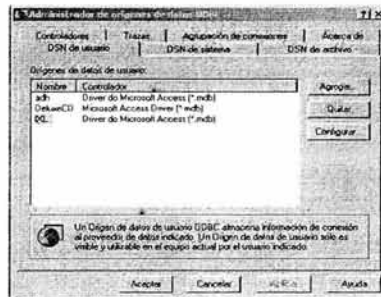 Administrador de orígenes de datos ODBC
Controladores Trazas Agrupación de conexiones Acerca de
DSN de usuario DSN de sistema DSN de archivo
Orígenes de datos de usuario:
Nombre Controlador
adh Driver do Microsoft Access (*.mdb)
DeluxeCD Microsoft Access Driver (*.mdb)
Driver do Microsoft Access (*.mdb)
Agregar...
Quitar
Configurar
Un Origen de datos de usuario ODBC almacena información de conexión
al proveedor de datos indicado. Un Origen de datos de usuario sólo es
visible y utilizable en el equipo actual por el usuario indicado.
Aceptar Cancelar Ayuda